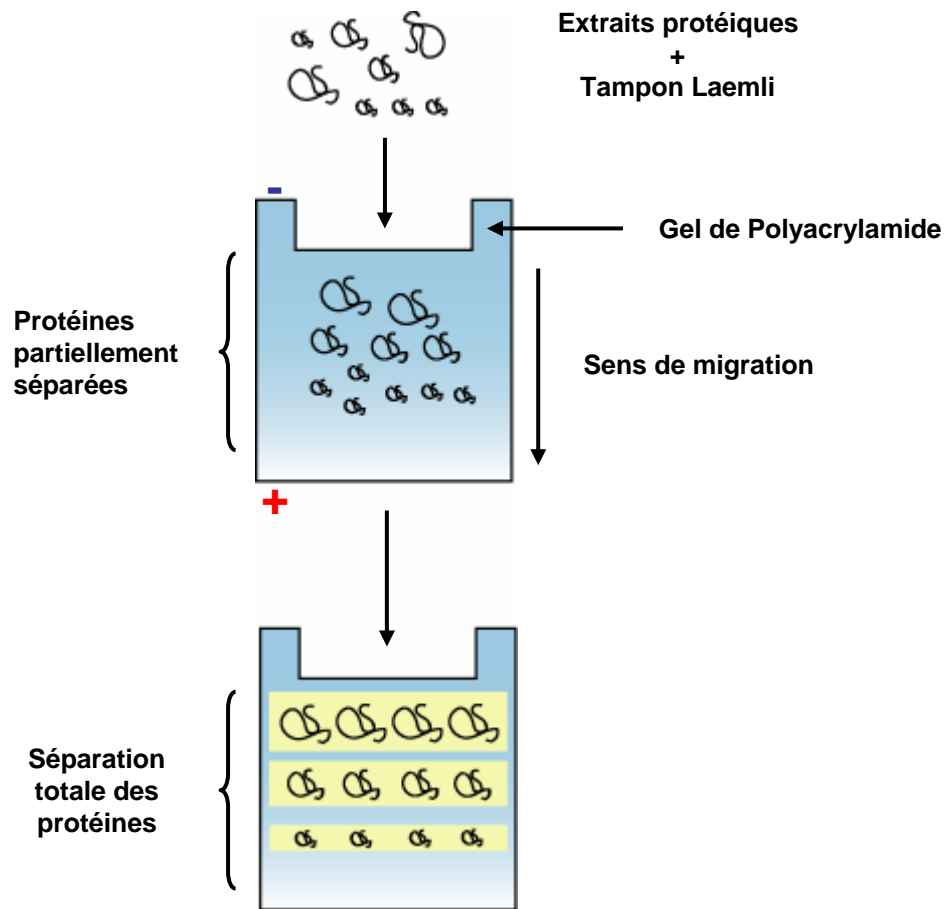 Extraits protéiques
+
Tampon Laemli
-
Gel de Polyacrylamide
Protéines
partiellement
séparées
Sens de migration
+
Séparation
totale des
protéines